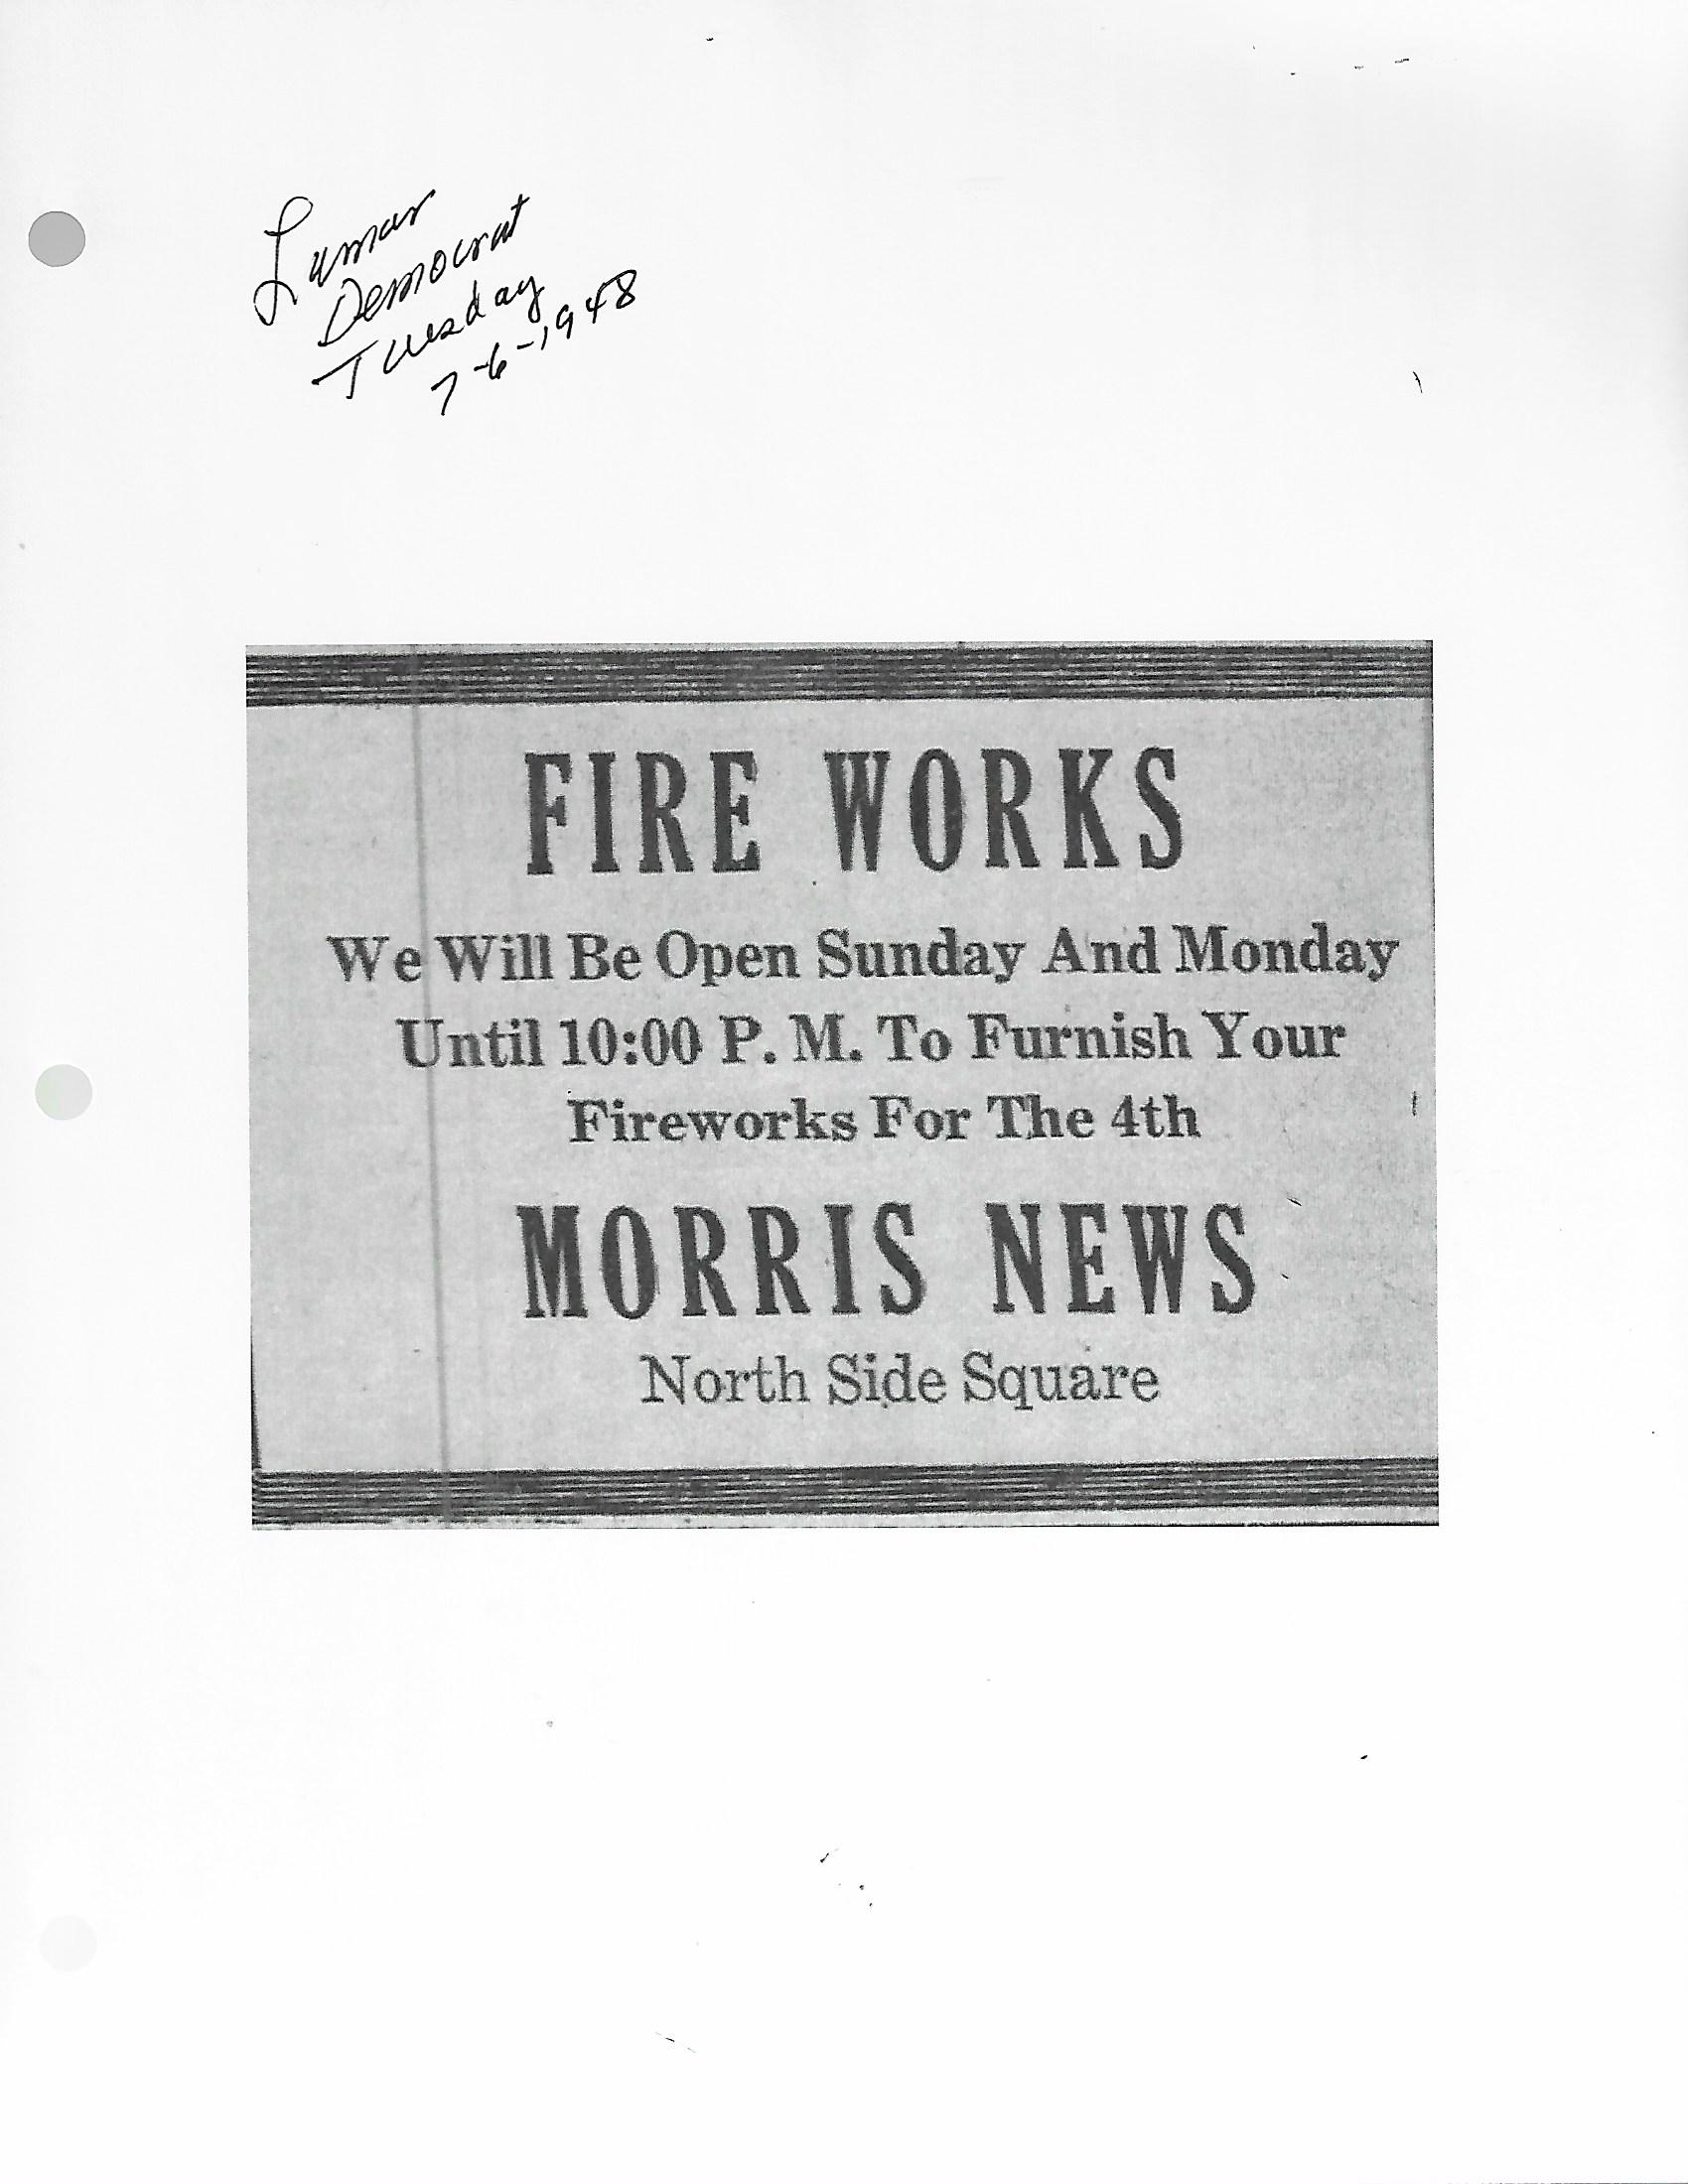 Lamar
Democrat
Tuesday
7-6-1948
FIRE WORKS
We Will Be Open Sunday And Monday
Until 10:00 P. M. To Furnish Your
Fireworks For The 4th
MORRIS NEWS
North Side Square